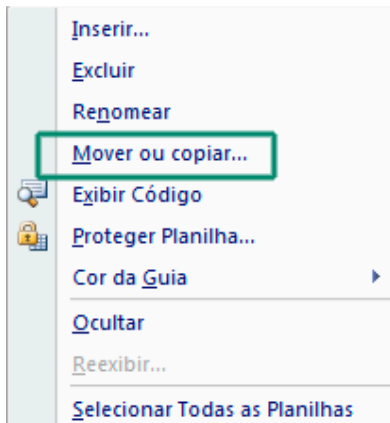 Inserir...
Excluir
Renomear
Mover ou copiar...
Exibir Código
Proteger Planilha...
Cor da Guia
Ocultar
Reexibir...
Selecionar Todas as Planilhas